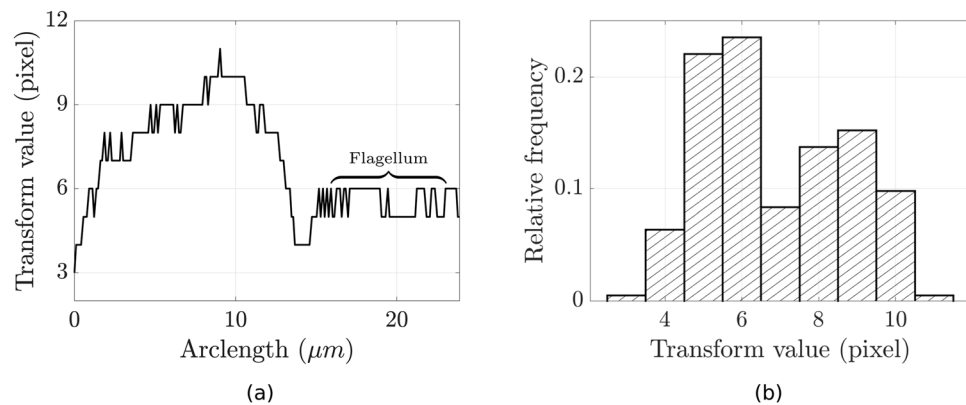 12
9
6
3
0
10
20
Transform value (pixel)
Flagellum
Arclength (μm)
(a)
0.2
0.1
0
4
6
8
10
Relative frequency
Transform value (pixel)
(b)